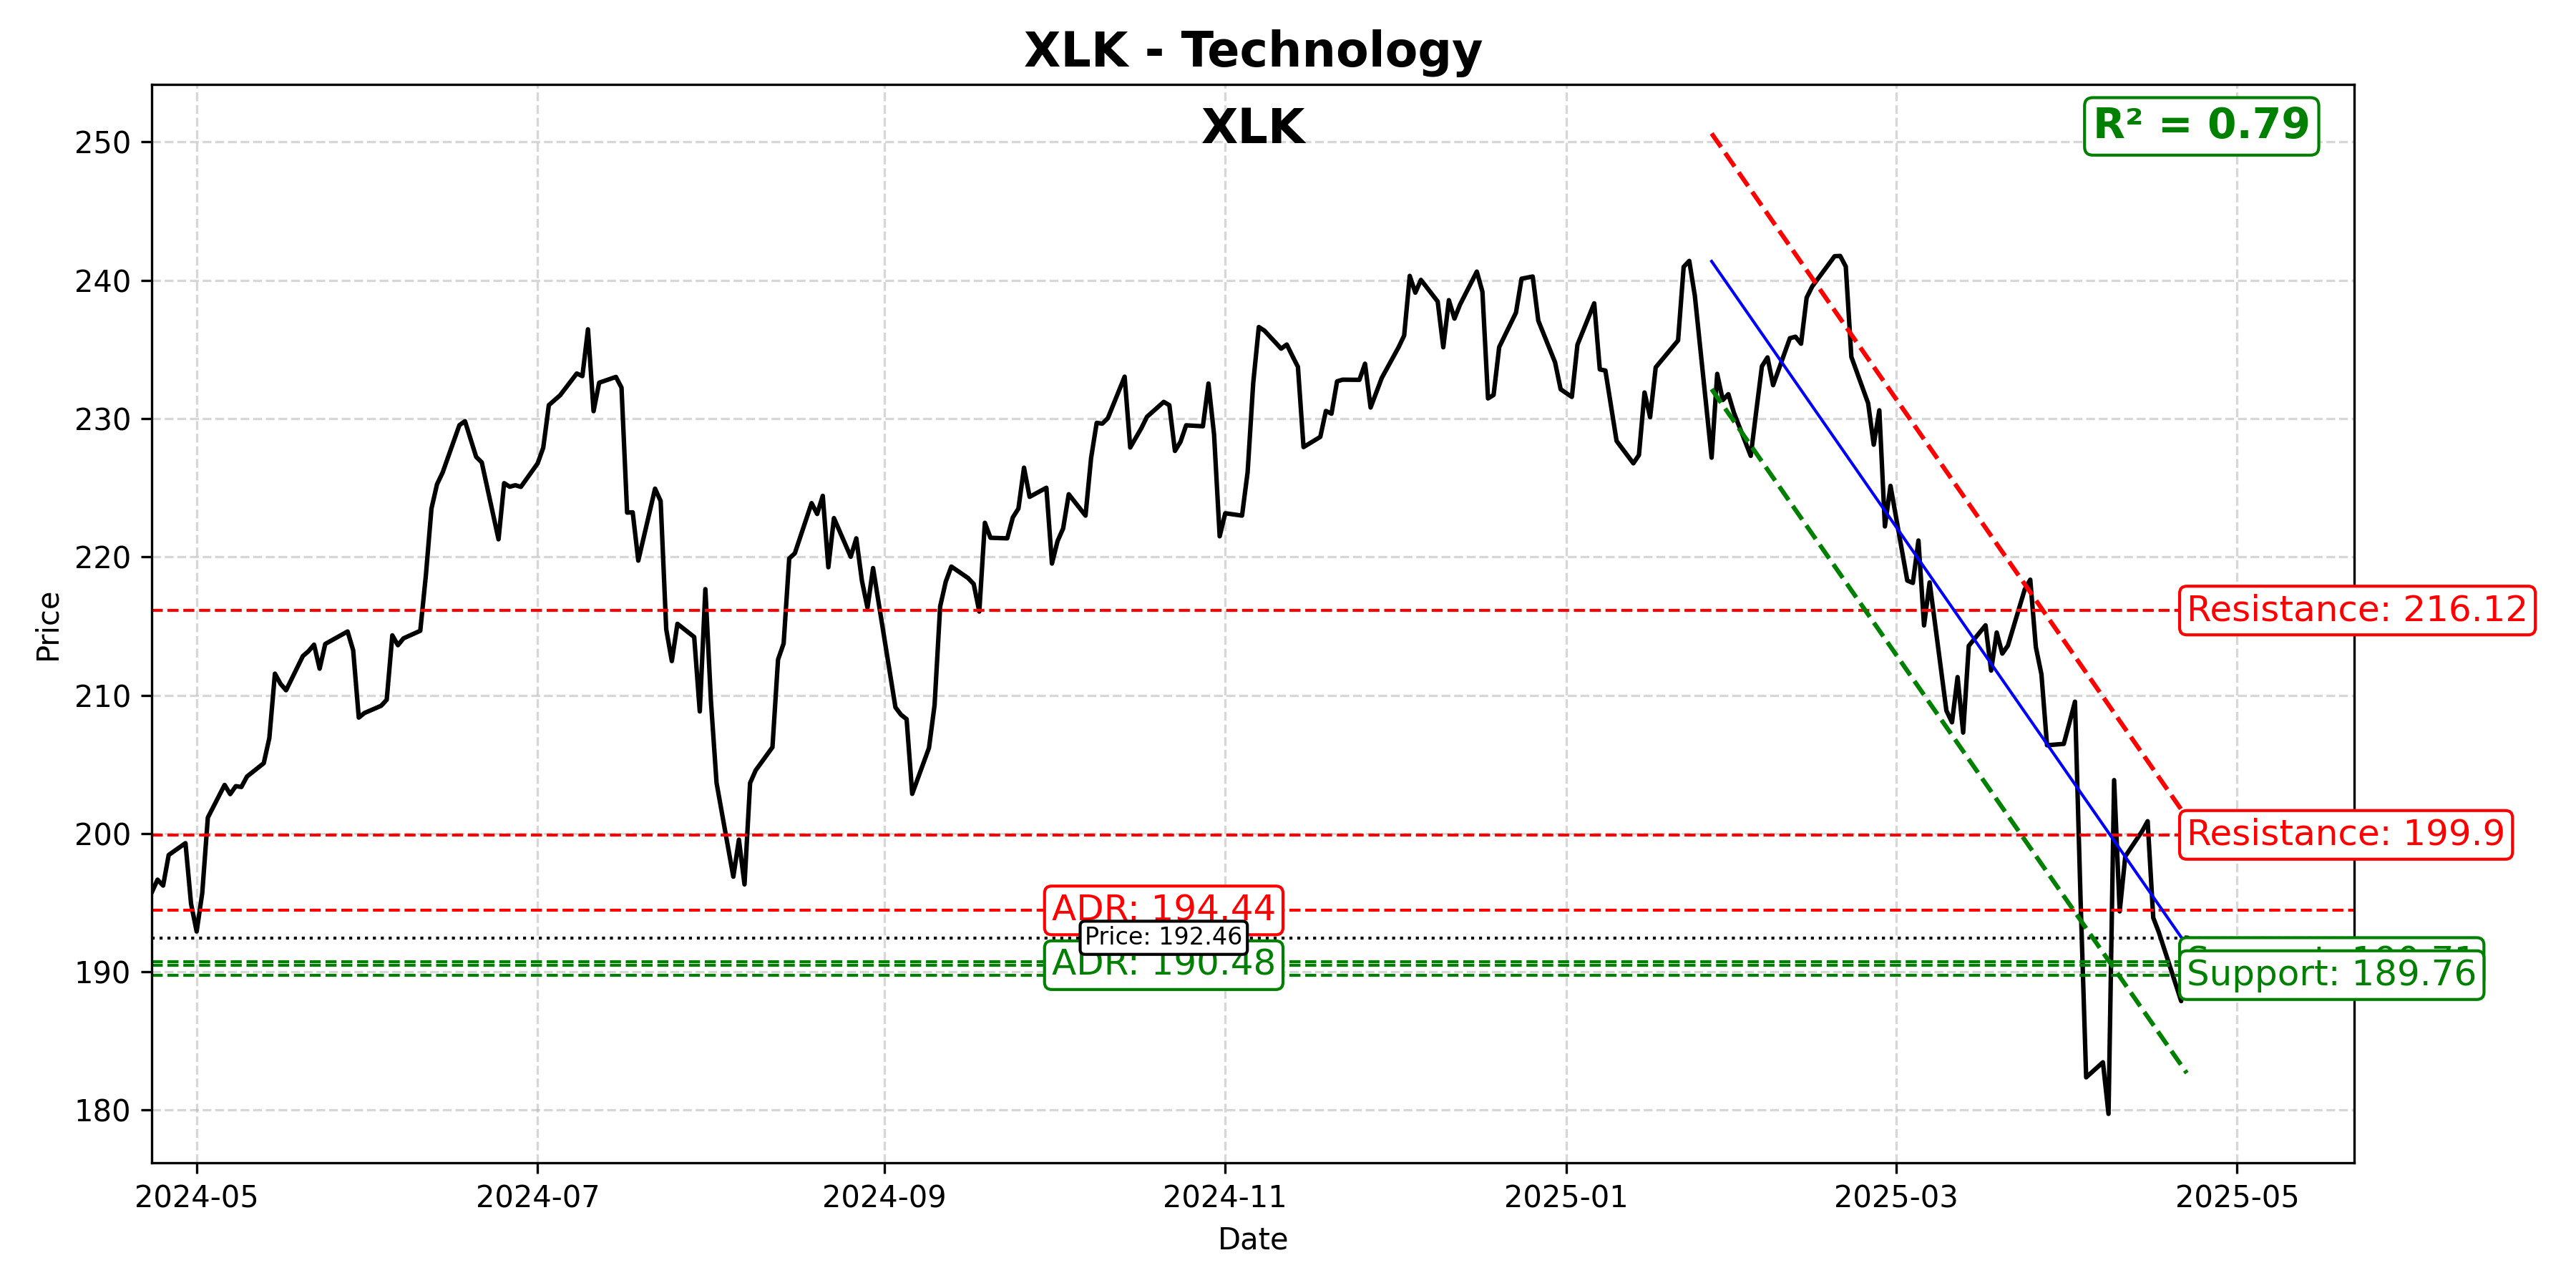 XLK - Technology
XLK
R² = 0.79
250
240
230
220
210
200
190
180
Price
Resistance: 216.12
Resistance: 199.9
ADR: 194.44
Price: 192.46
ADR: 190.48
Support: 189.76
2024-05
2024-07
2024-09
2024-11
2025-01
2025-03
2025-05
Date